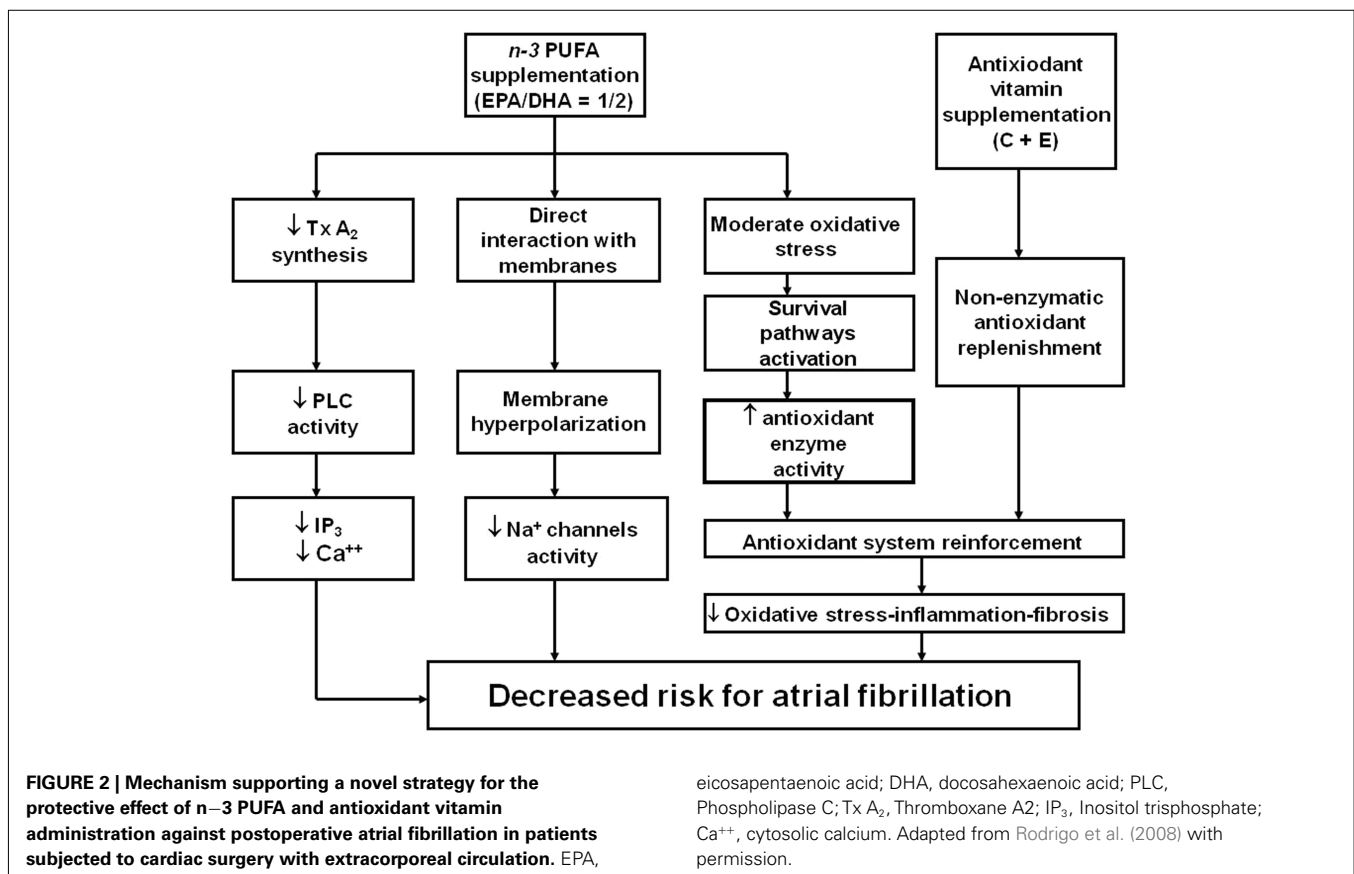 n-3 PUFA
supplementation
(EPA/DHA = 1/2)
Antixiodant
vitamin
supplementation
(C + E)
↓ Tx A₂
synthesis
Direct
interaction with
membranes
Moderate oxidative
stress
Non-enzymatic
antioxidant
replenishment
Survival
pathways
activation
↓ PLC
activity
Membrane
hyperpolarization
↑ antioxidant
enzyme
activity
↓ IP₃
↓ Ca⁺⁺
↓ Na⁺ channels
activity
Antioxidant system reinforcement
↓ Oxidative stress-inflammation-fibrosis
Decreased risk for atrial fibrillation
FIGURE 2 | Mechanism supporting a novel strategy for the
protective effect of n−3 PUFA and antioxidant vitamin
administration against postoperative atrial fibrillation in patients
subjected to cardiac surgery with extracorporeal circulation. EPA,
eicosapentaenoic acid; DHA, docosahexaenoic acid; PLC,
Phospholipase C; Tx A₂, Thromboxane A2; IP₃, Inositol trisphosphate;
Ca⁺⁺, cytosolic calcium. Adapted from Rodrigo et al. (2008) with
permission.